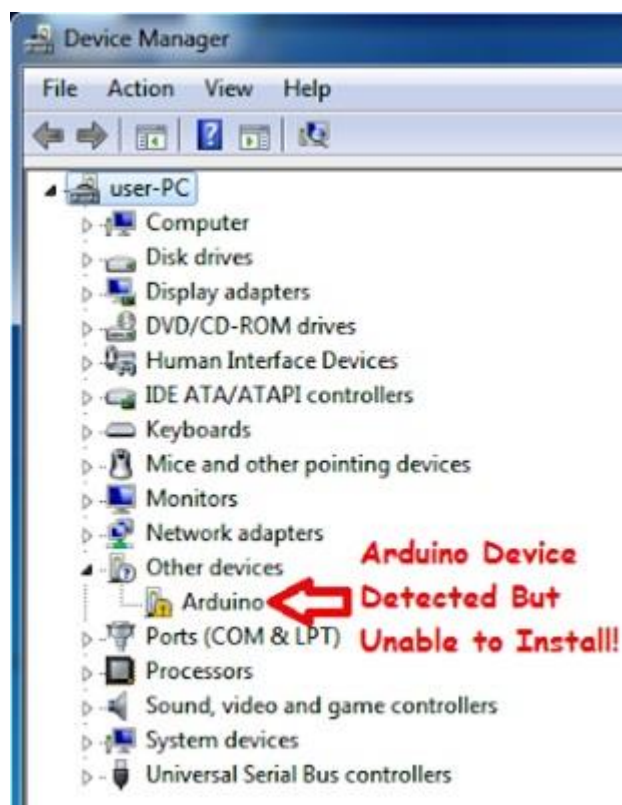 Device Manager
File Action View Help
user-PC
Computer
Disk drives
Display adapters
DVD/CD-ROM drives
Human Interface Devices
IDE ATA/ATAPI controllers
Keyboards
Mice and other pointing devices
Monitors
Network adapters
Other devices
Arduino
Ports (COM & LPT)
Processors
Sound, video and game controllers
System devices
Universal Serial Bus controllers
Arduino Device
Detected But
Unable to Install!